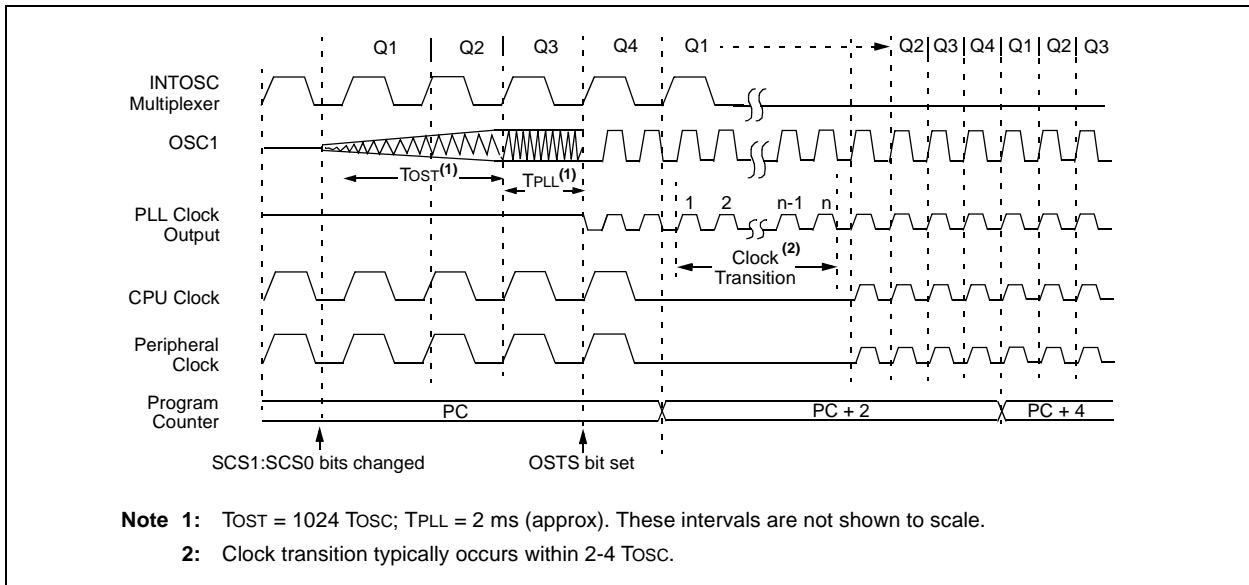 Q1 Q2 Q3 Q4 Q1 Q2 Q3 Q4 Q1 Q2 Q3
INTOSC
Multiplexer
OSC1
TOST(1) TPLL(1)
1 2 n-1 n
PLL Clock
Output
Clock(2)
Transition
CPU Clock
Peripheral
Clock
Program
Counter
PC PC + 2 PC + 4
SCS1:SCS0 bits changed OSTS bit set
Note 1: TOST = 1024 TOSC; TPLL = 2 ms (approx). These intervals are not shown to scale.
2: Clock transition typically occurs within 2-4 TOSC.